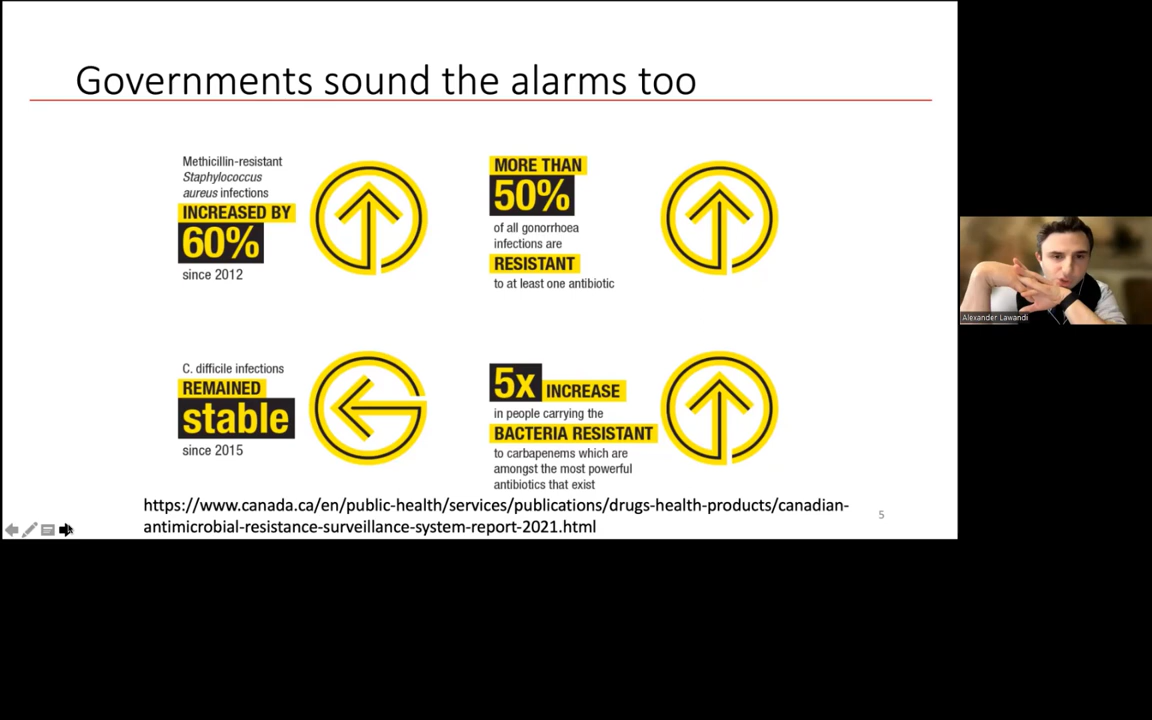 Governments sound the alarms too
Methicillin-resistant
Staphylococcus
aureus infections
INCREASED BY
60%
since 2012
MORE THAN
50%
of all gonorrhoea
infections are
RESISTANT
to at least one antibiotic
C. difficile infections
REMAINED
stable
since 2015
5x INCREASE
in people carrying the
BACTERIA RESISTANT
to carbapenems which are
amongst the most powerful
antibiotics that exist
https://www.canada.ca/en/public-health/services/publications/drugs-health-products/canadian-
antimicrobial-resistance-surveillance-system-report-2021.html
5
Alexander Lawandi